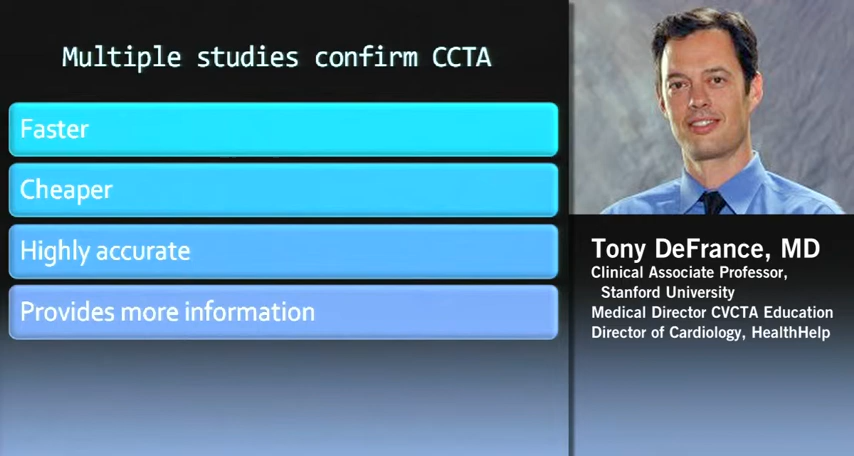 Multiple studies confirm CCTA
Faster
Cheaper
Highly accurate
Provides more information
Tony DeFrance, MD
Clinical Associate Professor,
Stanford University
Medical Director CVCTA Education
Director of Cardiology, HealthHelp